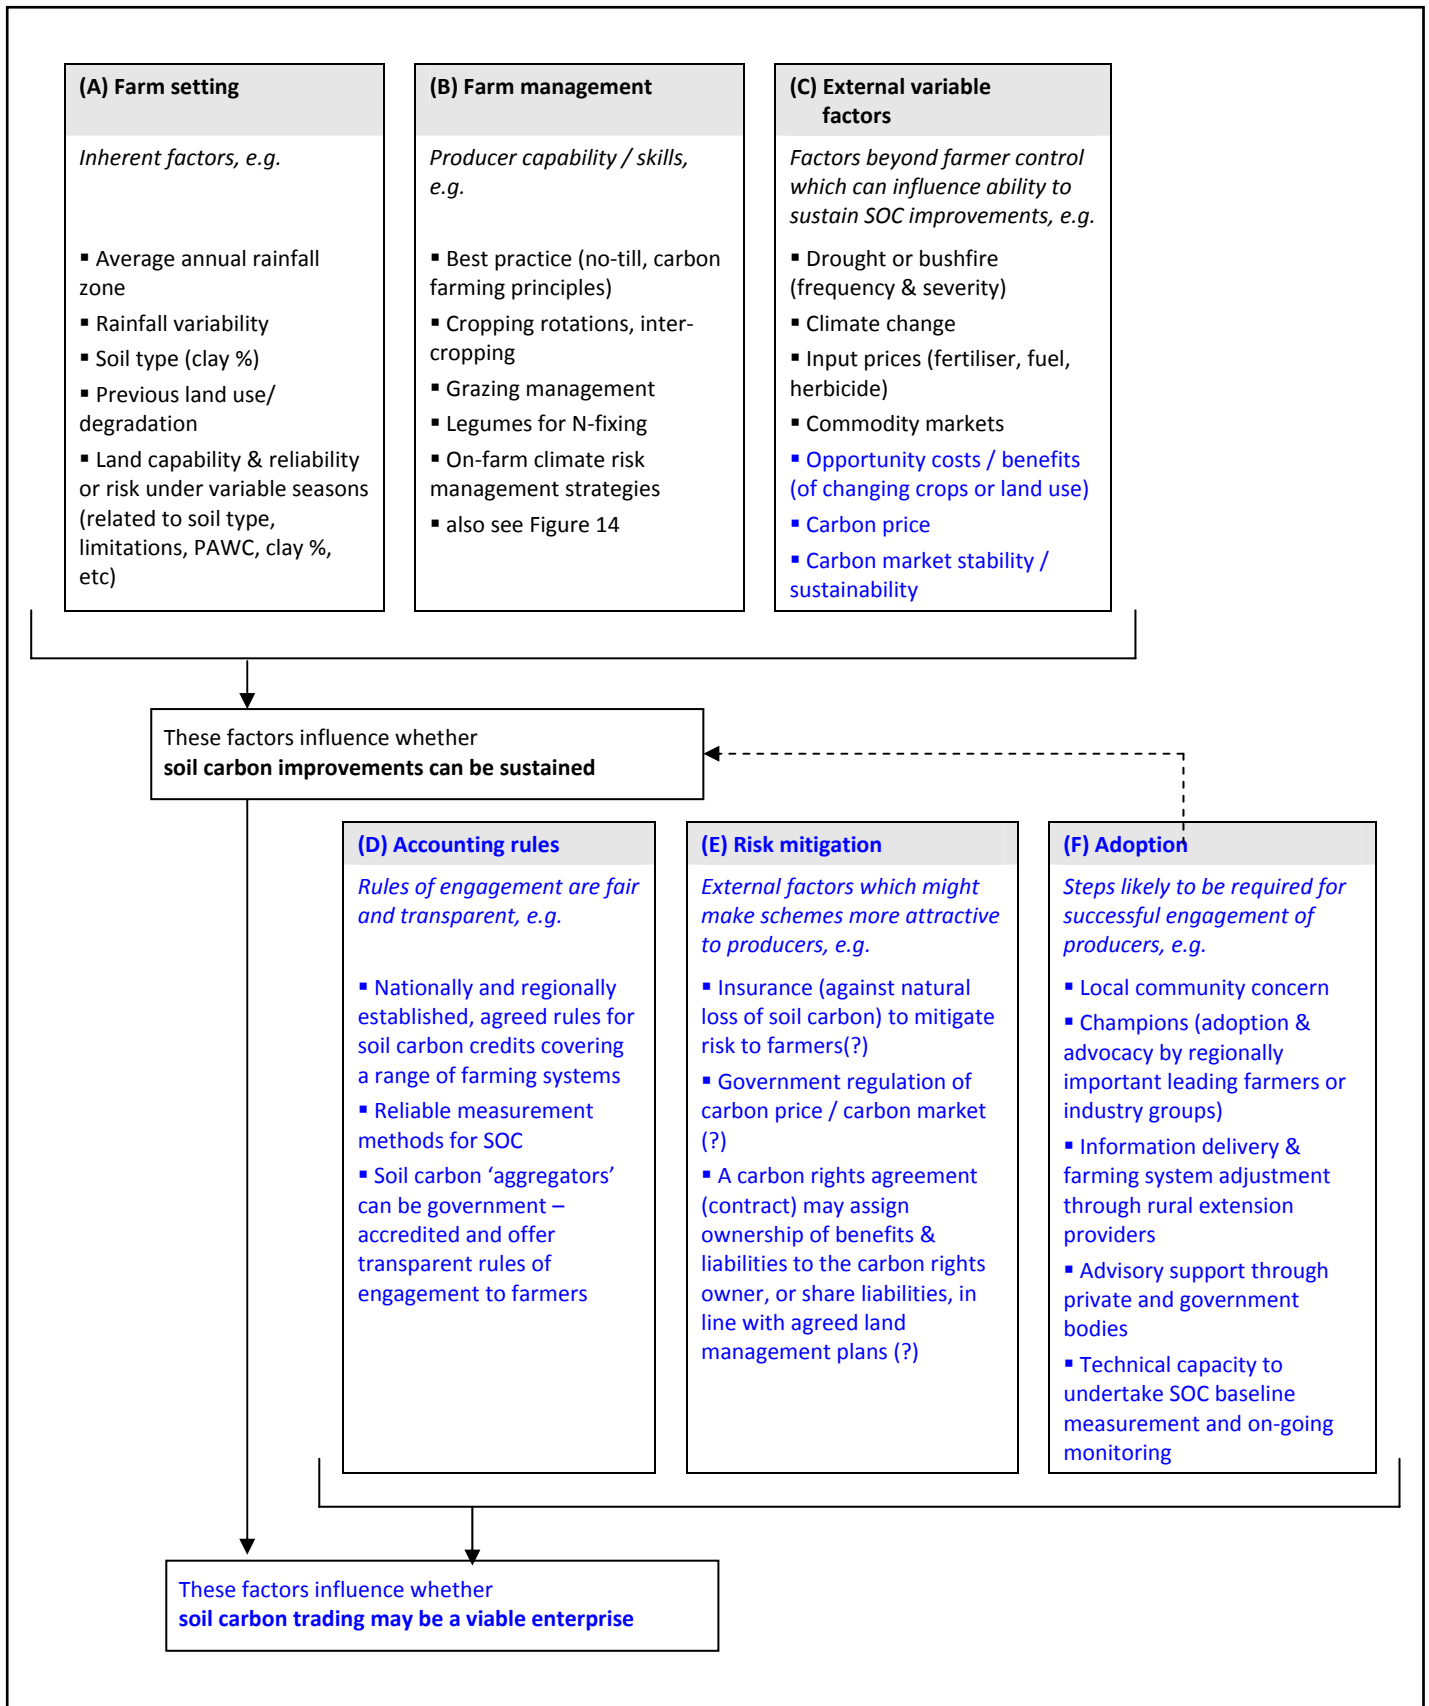 (A) Farm setting
Inherent factors, e.g.
▪ Average annual rainfall
zone
▪ Rainfall variability
▪ Soil type (clay %)
▪ Previous land use/
degradation
▪ Land capability & reliability
or risk under variable seasons
(related to soil type,
limitations, PAWC, clay %,
etc)
(B) Farm management
Producer capability / skills,
e.g.
▪ Best practice (no-till, carbon
farming principles)
▪ Cropping rotations, inter-
cropping
▪ Grazing management
▪ Legumes for N-fixing
▪ On-farm climate risk
management strategies
▪ also see Figure 14
(C) External variable
factors
Factors beyond farmer control
which can influence ability to
sustain SOC improvements, e.g.
▪ Drought or bushfire
(frequency & severity)
▪ Climate change
▪ Input prices (fertiliser, fuel,
herbicide)
▪ Commodity markets
▪ Opportunity costs / benefits
(of changing crops or land use)
▪ Carbon price
▪ Carbon market stability /
sustainability
These factors influence whether
soil carbon improvements can be sustained
(D) Accounting rules
Rules of engagement are fair
and transparent, e.g.
▪ Nationally and regionally
established, agreed rules for
soil carbon credits covering
a range of farming systems
▪ Reliable measurement
methods for SOC
▪ Soil carbon ‘aggregators’
can be government –
accredited and offer
transparent rules of
engagement to farmers
(E) Risk mitigation
External factors which might
make schemes more attractive
to producers, e.g.
▪ Insurance (against natural
loss of soil carbon) to mitigate
risk to farmers(?)
▪ Government regulation of
carbon price / carbon market
(?)
▪ A carbon rights agreement
(contract) may assign
ownership of benefits &
liabilities to the carbon rights
owner, or share liabilities, in
line with agreed land
management plans (?)
(F) Adoption
Steps likely to be required for
successful engagement of
producers, e.g.
▪ Local community concern
▪ Champions (adoption &
advocacy by regionally
important leading farmers or
industry groups)
▪ Information delivery &
farming system adjustment
through rural extension
providers
▪ Advisory support through
private and government
bodies
▪ Technical capacity to
undertake SOC baseline
measurement and on-going
monitoring
These factors influence whether
soil carbon trading may be a viable enterprise